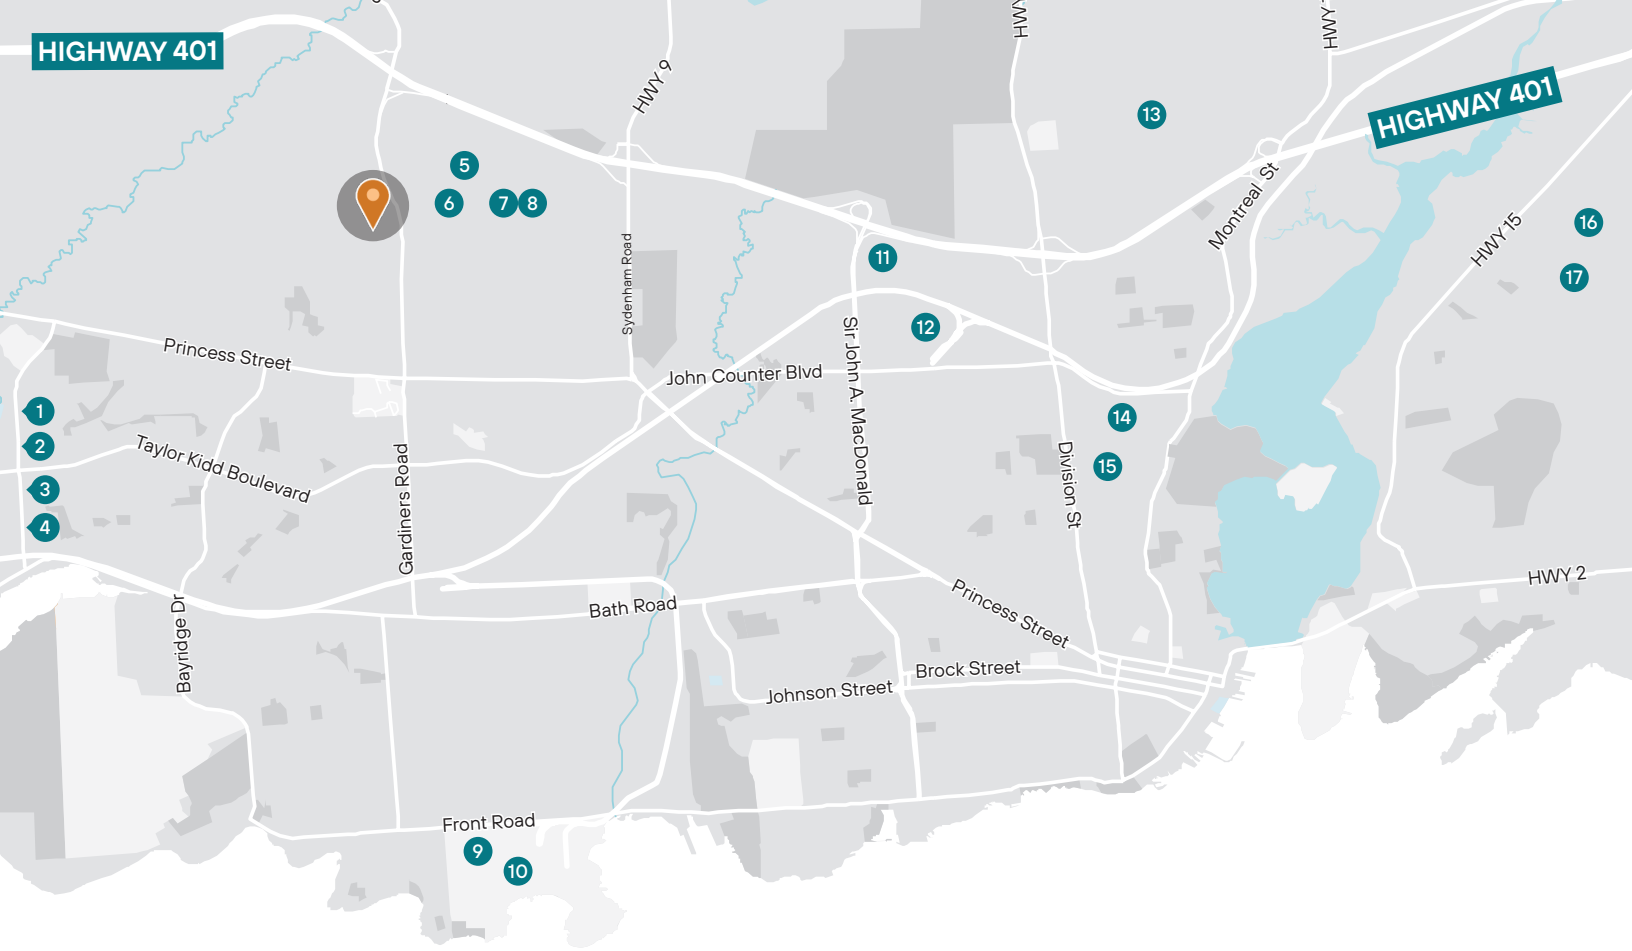 HIGHWAY 401
HWY 9
HWY
HWY
HIGHWAY 401
13
5
6
7
8
Montreal St
HWY 15
16
17
11
Sydenham Road
12
Sir John A. MacDonald
Princess Street
John Counter Blvd
1
2
3
4
Taylor Kidd Boulevard
Gardiners Road
14
15
Division St
HWY 2
Bayridge Dr
Bath Road
Princess Street
Brock Street
Johnson Street
Front Road
9
10